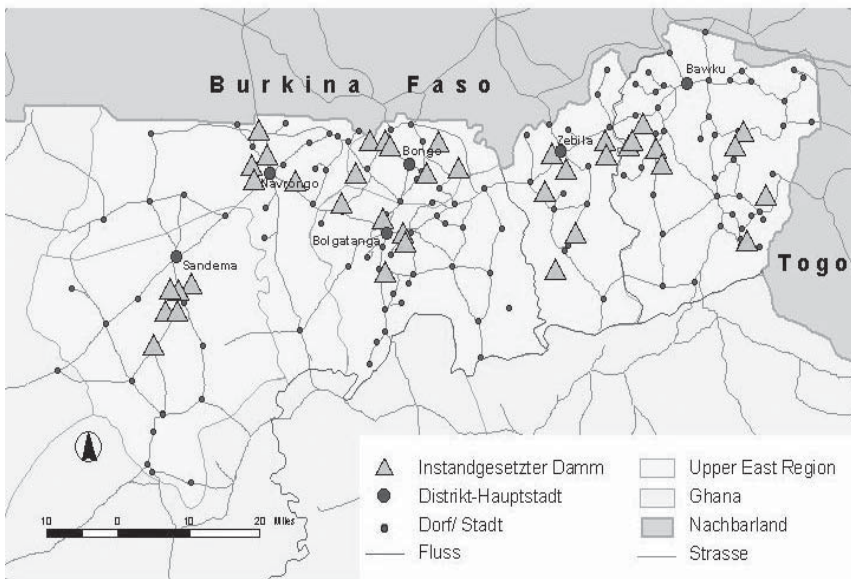 Burkina Faso
Bawku
Zebila
Bongo
Navrongo
Bolgatanga
Sandema
Togo
10 0 10 20 Miles
Instandgesetzter Damm
Distrikt-Hauptstadt
Dorf/ Stadt
Fluss
Upper East Region
Ghana
Nachbarland
Strasse